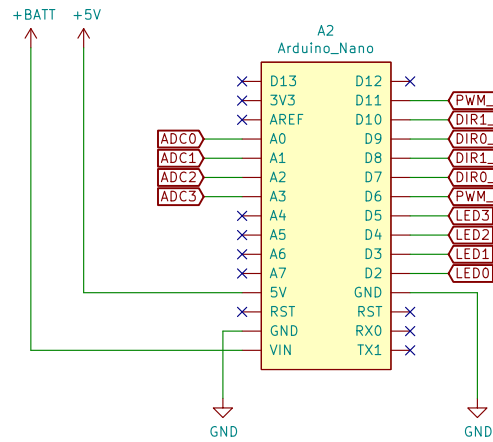 +BATT +5V
A2
Arduino_Nano
D13 D12
3V3 D11 PWM_
AREF D10 DIR1_
ADC0 A0 D9 DIR0_
ADC1 A1 D8 DIR1_
ADC2 A2 D7 DIR0_
ADC3 A3 D6 PWM_
A4 D5 LED3
A5 D4 LED2
A6 D3 LED1
A7 D2 LED0
5V GND
RST RST
GND RX0
VIN TX1
GND GND